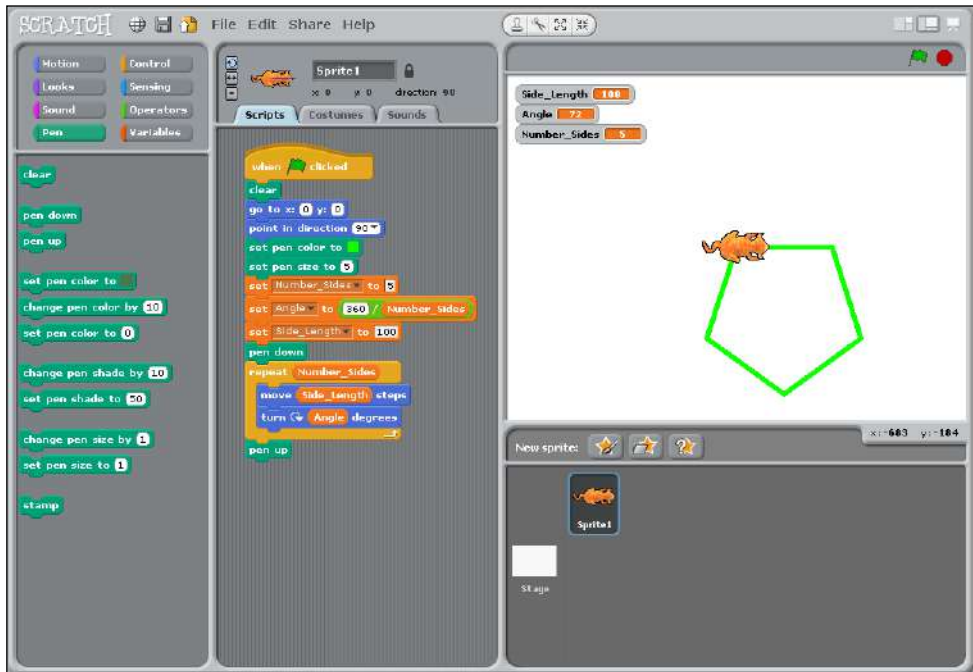 SCRATCH File Edit Share Help
Motion Control
Looks Sensing
Sound Operators
Pen Variables
clear
pen down
pen up
set pen color to
change pen color by 10
set pen color to 0
change pen shade by 10
set pen shade to 50
change pen size by 1
set pen size to 1
stamp
Sprite1
x: 0 y: 0 direction: 90
Scripts Costumes Sounds
when clicked
clear
go to x: 0 y: 0
point in direction 90
set pen color to
set pen size to 5
set Number_Sides to 5
set Angle to 360 / Number_Sides
set Side_Length to 100
pen down
repeat Number_Sides
move Side_Length steps
turn Angle degrees
pen up
Side_Length 100
Angle 72
Number_Sides 5
x: -683 y: -184
New sprite:
Sprite1
Stage